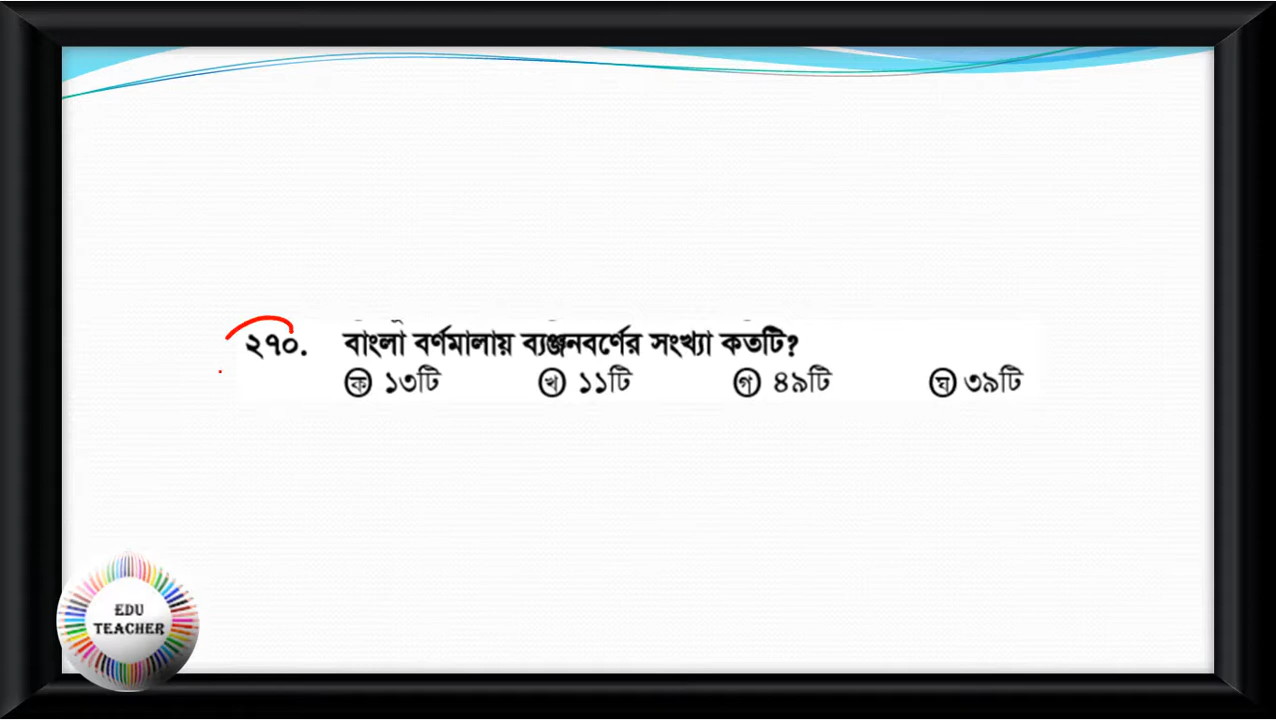 ২৭০. বাংলা বর্ণমালায় ব্যঞ্জনবর্ণের সংখ্যা কতটি?
ক ১৩টি খ ১১টি গ ৪৯টি ঘ ৩৯টি
EDU
TEACHER